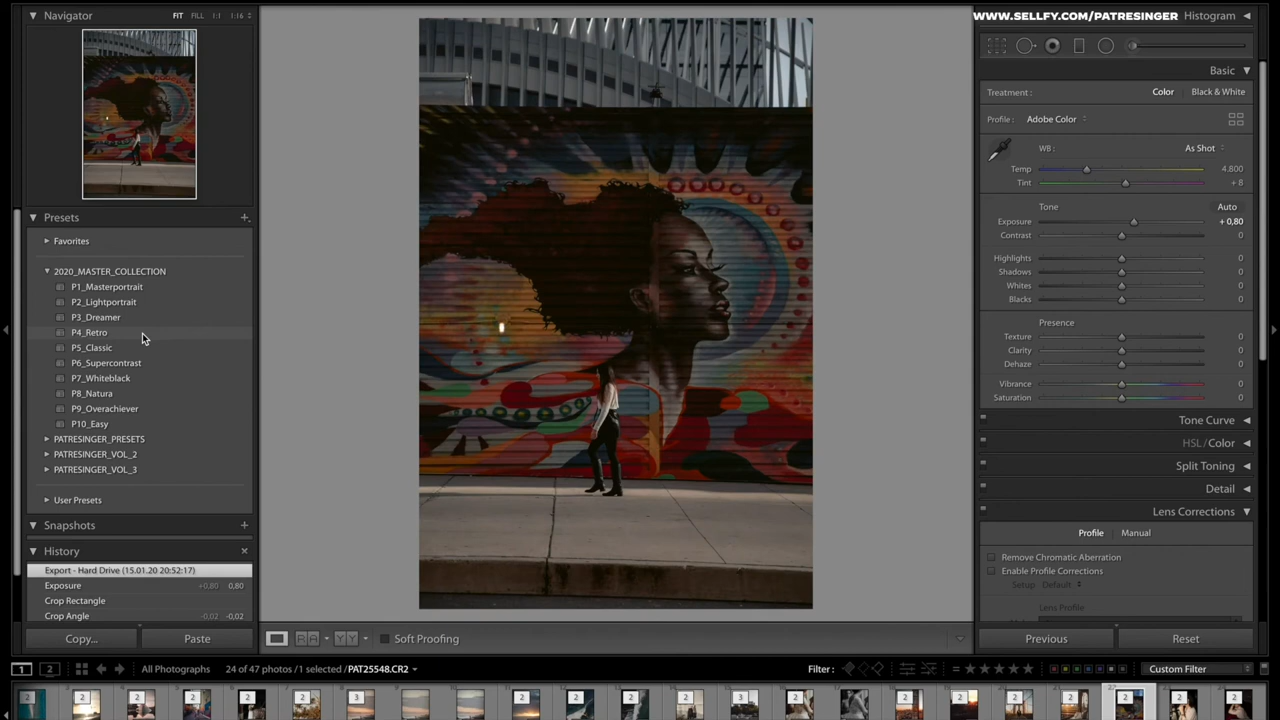 Navigator
FIT FILL 1:1 1:16
WWW.SELLFY.COM/PATRESINGER Histogram
Basic
Treatment : Color Black & White
Profile : Adobe Color
WB : As Shot
Temp 4.800
Tint + 8
Tone Auto
Exposure + 0,80
Contrast 0
Highlights 0
Shadows 0
Whites 0
Blacks 0
Presence
Texture 0
Clarity 0
Dehaze 0
Vibrance 0
Saturation 0
Tone Curve
HSL / Color
Split Toning
Detail
Lens Corrections
Profile Manual
Remove Chromatic Aberration
Enable Profile Corrections
Setup Default
Lens Profile
Previous Reset
Presets
Favorites
2020_MASTER_COLLECTION
P1_Masterportrait
P2_Lightportrait
P3_Dreamer
P4_Retro
P5_Classic
P6_Supercontrast
P7_Whiteblack
P8_Natura
P9_Overachiever
P10_Easy
PATRESINGER_PRESETS
PATRESINGER_VOL_2
PATRESINGER_VOL_3
User Presets
Snapshots
History
Export - Hard Drive (15.01.20 20:52:17)
Exposure +0,80 0,80
Crop Rectangle
Crop Angle -0,02 -0,02
Copy... Paste
R A Y Y Soft Proofing
1 2 All Photographs 24 of 47 photos / 1 selected / PAT25548.CR2
Filter : Custom Filter